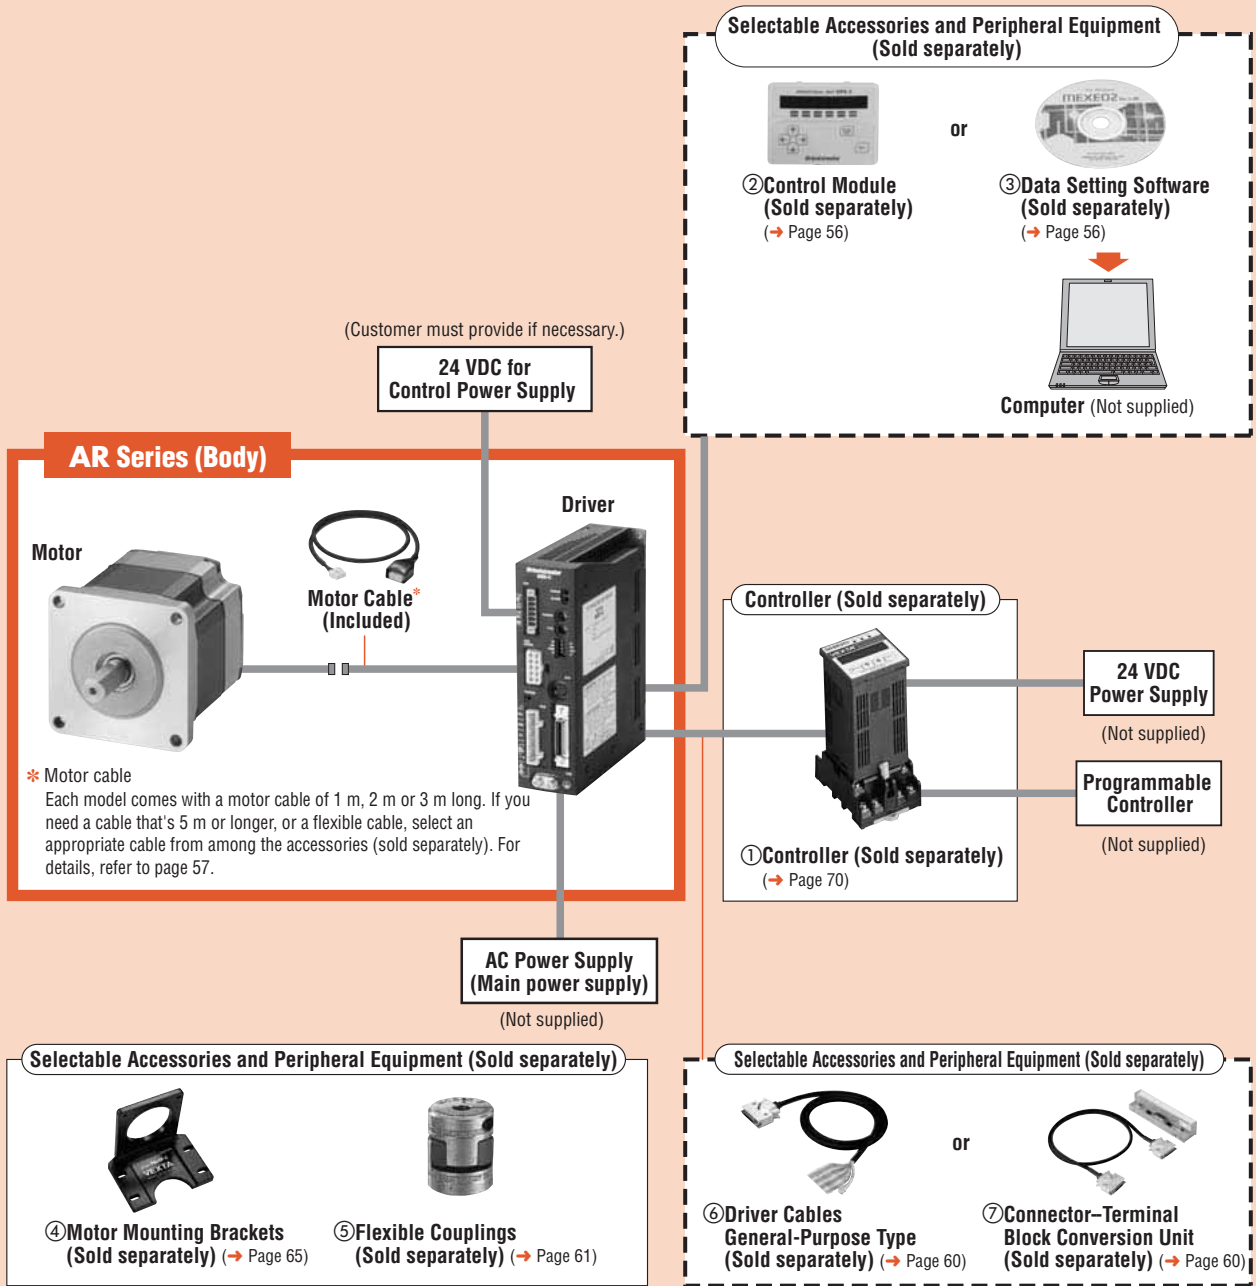 Selectable Accessories and Peripheral Equipment
(Sold separately)
MEXE02
or
②Control Module
(Sold separately)
(➜ Page 56)
③Data Setting Software
(Sold separately)
(➜ Page 56)
Computer (Not supplied)
(Customer must provide if necessary.)
24 VDC for
Control Power Supply
AR Series (Body)
Driver
Motor
Motor Cable*
(Included)
* Motor cable
Each model comes with a motor cable of 1 m, 2 m or 3 m long. If you
need a cable that's 5 m or longer, or a flexible cable, select an
appropriate cable from among the accessories (sold separately). For
details, refer to page 57.
Controller (Sold separately)
VEXTA
①Controller (Sold separately)
(➜ Page 70)
24 VDC
Power Supply
(Not supplied)
Programmable
Controller
(Not supplied)
AC Power Supply
(Main power supply)
(Not supplied)
Selectable Accessories and Peripheral Equipment (Sold separately)
VEXTA
④Motor Mounting Brackets
(Sold separately) (➜ Page 65)
⑤Flexible Couplings
(Sold separately) (➜ Page 61)
Selectable Accessories and Peripheral Equipment (Sold separately)
or
⑥Driver Cables
General-Purpose Type
(Sold separately) (➜ Page 60)
⑦Connector–Terminal
Block Conversion Unit
(Sold separately) (➜ Page 60)